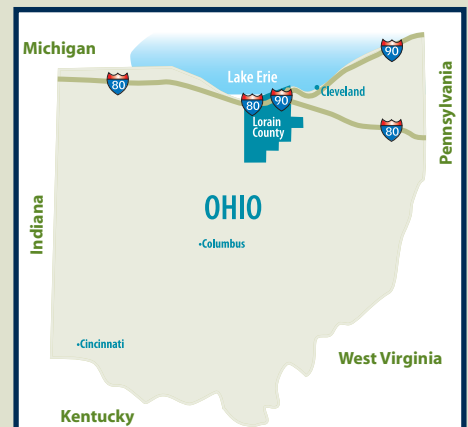 Michigan
90
Lake Erie
80
Cleveland
80
90
Lorain
County
80
Pennsylvania
Indiana
OHIO
•Columbus
•Cincinnati
West Virginia
Kentucky